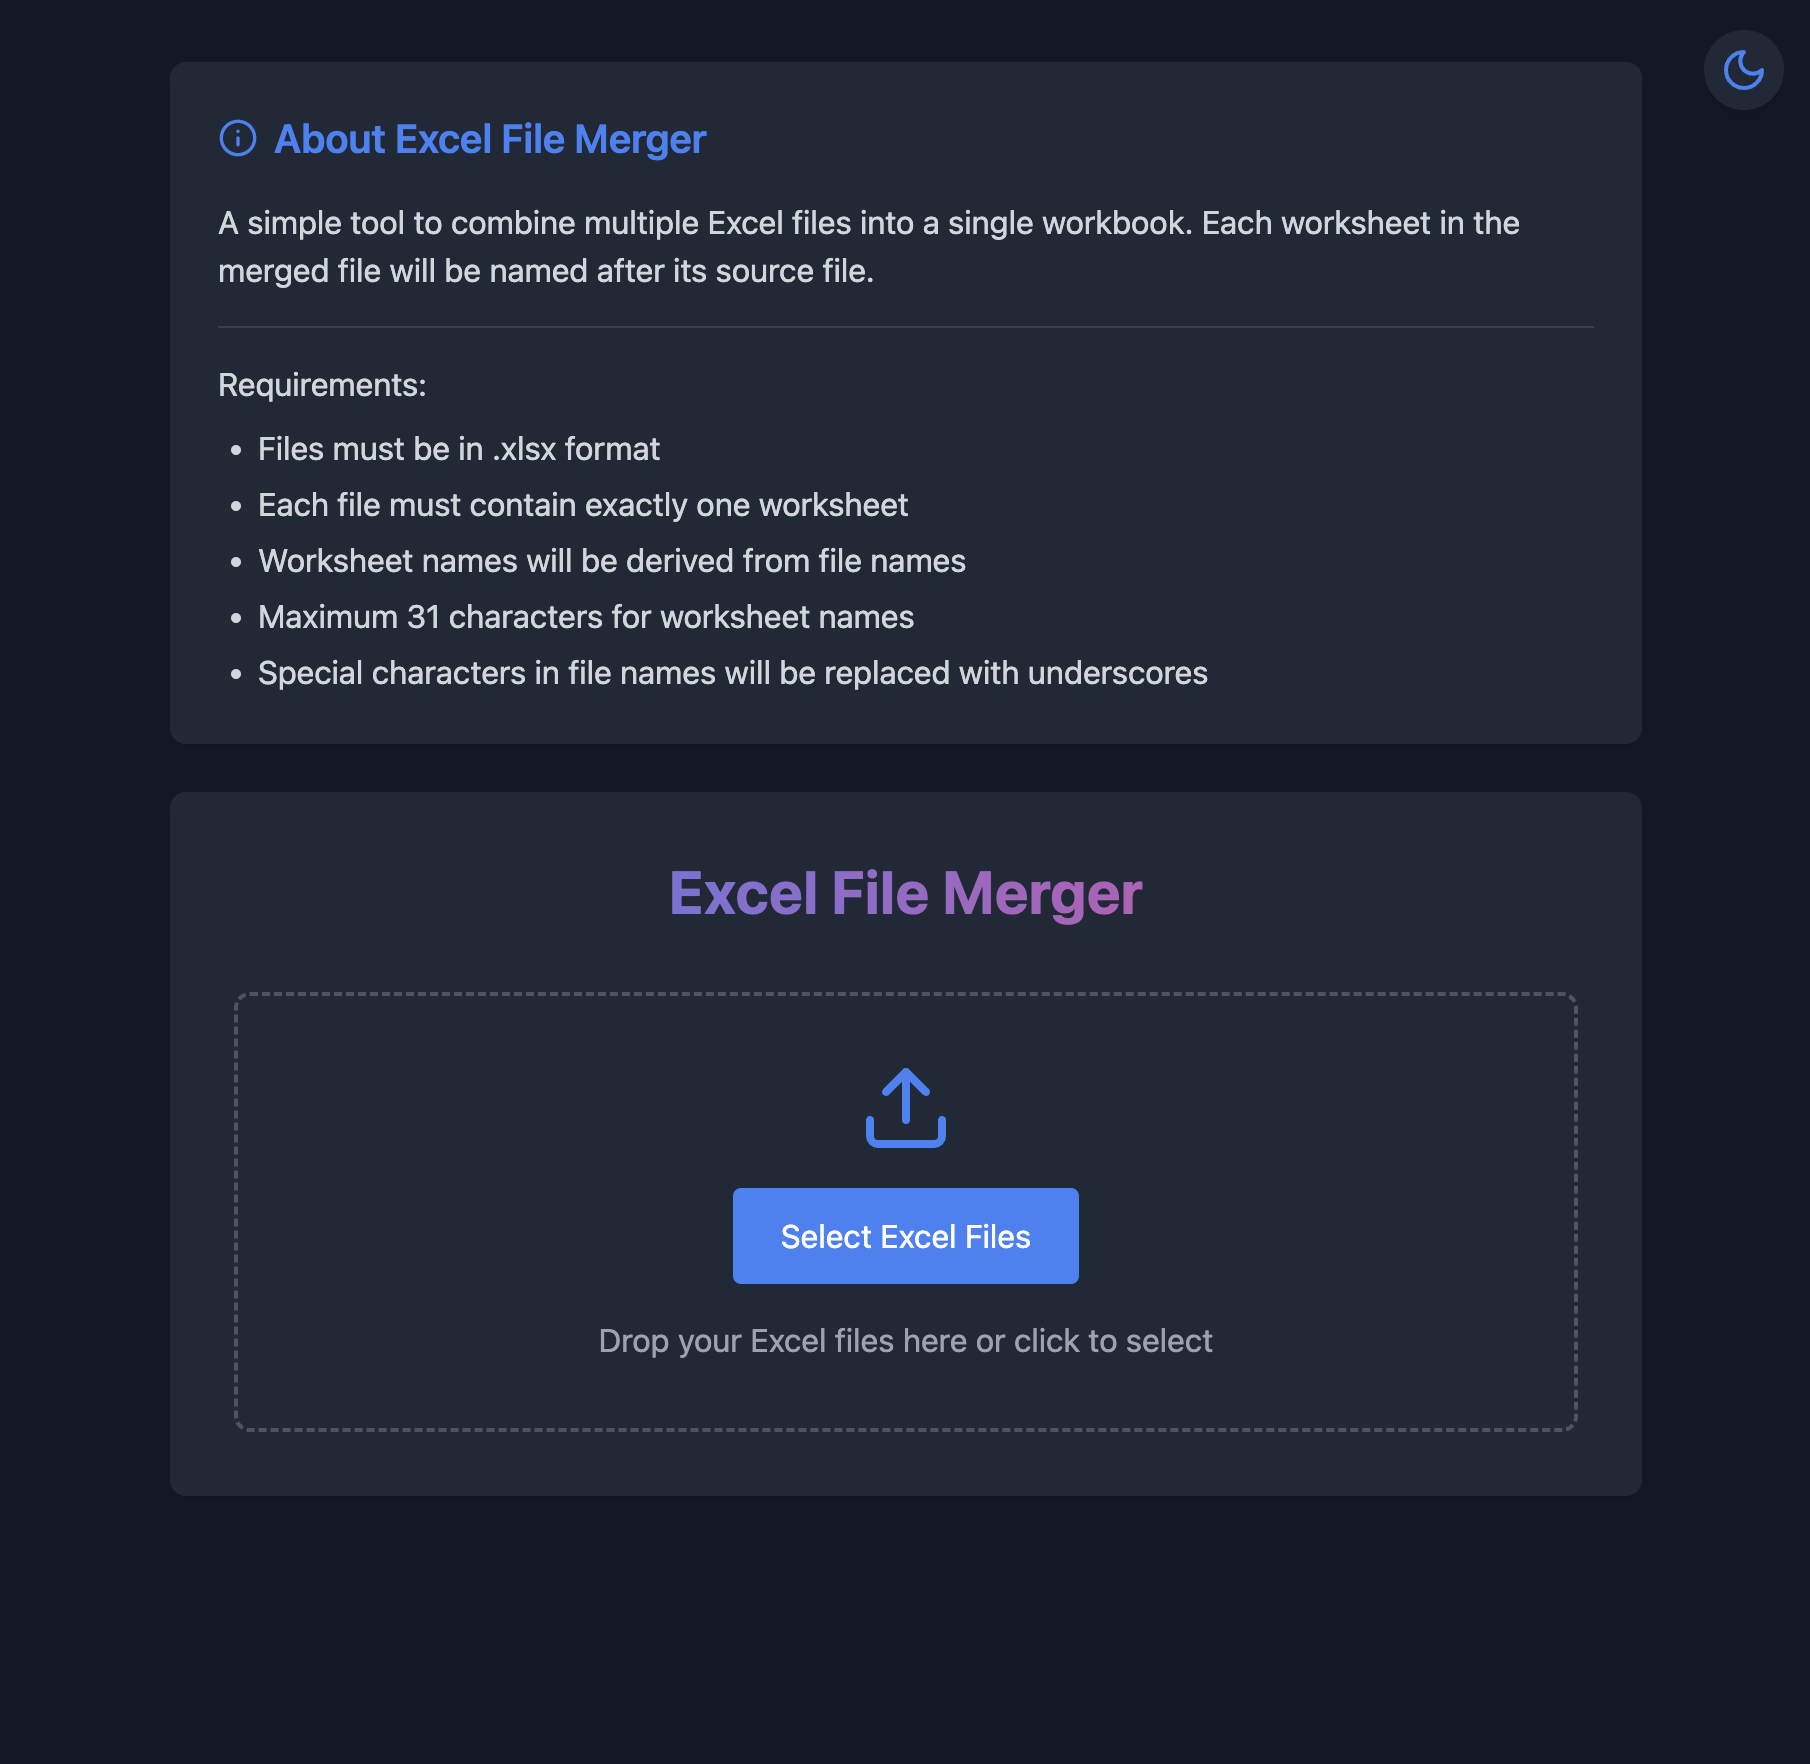 About Excel File Merger
A simple tool to combine multiple Excel files into a single workbook. Each worksheet in the
merged file will be named after its source file.
Requirements:
• Files must be in .xlsx format
• Each file must contain exactly one worksheet
• Worksheet names will be derived from file names
• Maximum 31 characters for worksheet names
• Special characters in file names will be replaced with underscores
Excel File Merger
Select Excel Files
Drop your Excel files here or click to select